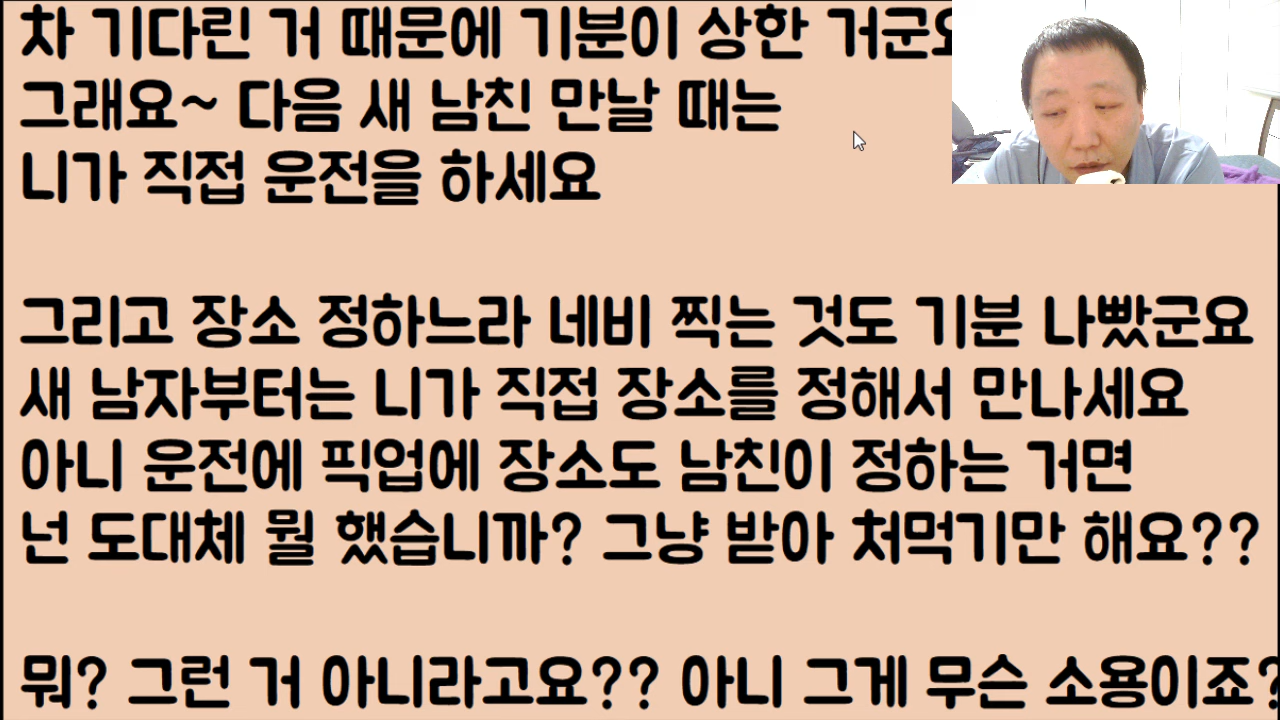 차 기다린 거 때문에 기분이 상한 거군요
그래요~ 다음 새 남친 만날 때는
니가 직접 운전을 하세요
그리고 장소 정하느라 네비 찍는 것도 기분 나빴군요
새 남자부터는 니가 직접 장소를 정해서 만나세요
아니 운전에 픽업에 장소도 남친이 정하는 거면
넌 도대체 뭘 했습니까? 그냥 받아 처먹기만 해요??
뭐? 그런 거 아니라고요?? 아니 그게 무슨 소용이죠?